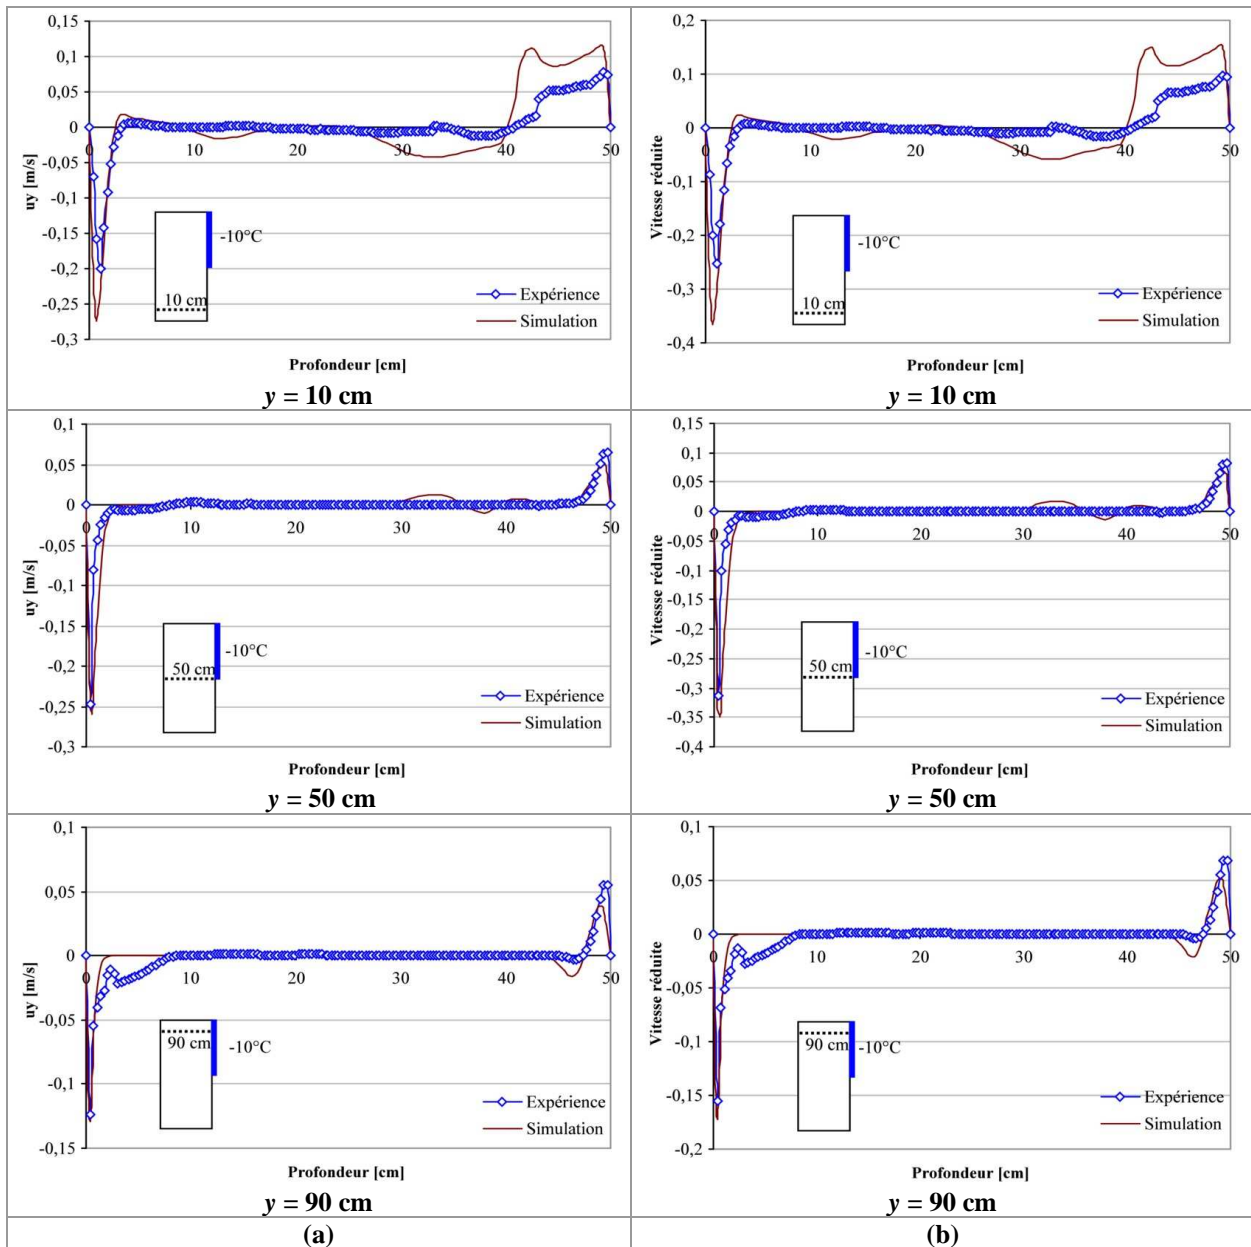 0,15
0,1
0,05
0
-0,05
-0,1
-0,15
-0,2
-0,25
-0,3
0 10 20 30 40 50
uy [m/s]
-10°C
10 cm
Expérience
Simulation
Profondeur [cm]
y = 10 cm
0,2
0,1
0
-0,1
-0,2
-0,3
-0,4
0 10 20 30 40 50
Vitesse réduite
-10°C
10 cm
Expérience
Simulation
Profondeur [cm]
y = 10 cm
0,1
0,05
0
-0,05
-0,1
-0,15
-0,2
-0,25
-0,3
0 10 20 30 40 50
uy [m/s]
-10°C
50 cm
Expérience
Simulation
Profondeur [cm]
y = 50 cm
0,15
0,1
0,05
0
-0,05
-0,1
-0,15
-0,2
-0,25
-0,3
-0,35
-0,4
0 10 20 30 40 50
Vitessse réduite
-10°C
50 cm
Expérience
Simulation
Profondeur [cm]
y = 50 cm
0,1
0,05
0
-0,05
-0,1
-0,15
0 10 20 30 40 50
uy [m/s]
90 cm
-10°C
Expérience
Simulation
Profondeur [cm]
y = 90 cm
0,1
0,05
0
-0,05
-0,1
-0,15
-0,2
0 10 20 30 40 50
Vitesse réduite
90 cm
-10°C
Expérience
Simulation
Profondeur [cm]
y = 90 cm
(a)
(b)